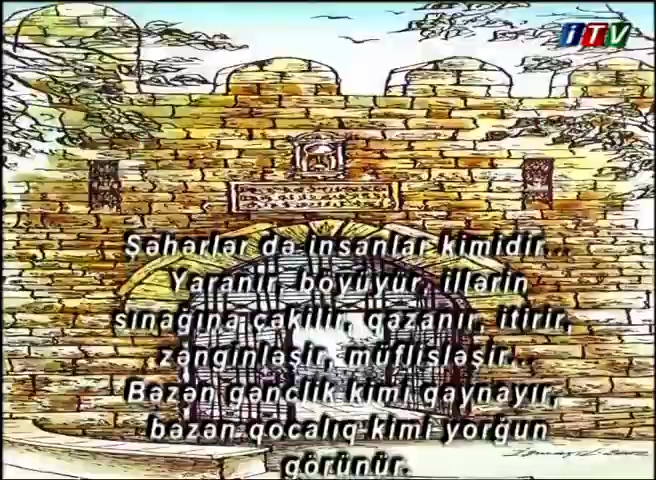 iTV
Şəhərlər də insanlar kimidir...
Yaranır, böyüyür, illərin
sınağına çəkilir, qazanır, itirir,
zənginləşir, müflisləşir...
Bəzən gənclik kimi qaynayır,
bəzən qocalıq kimi yorğun
görünür.